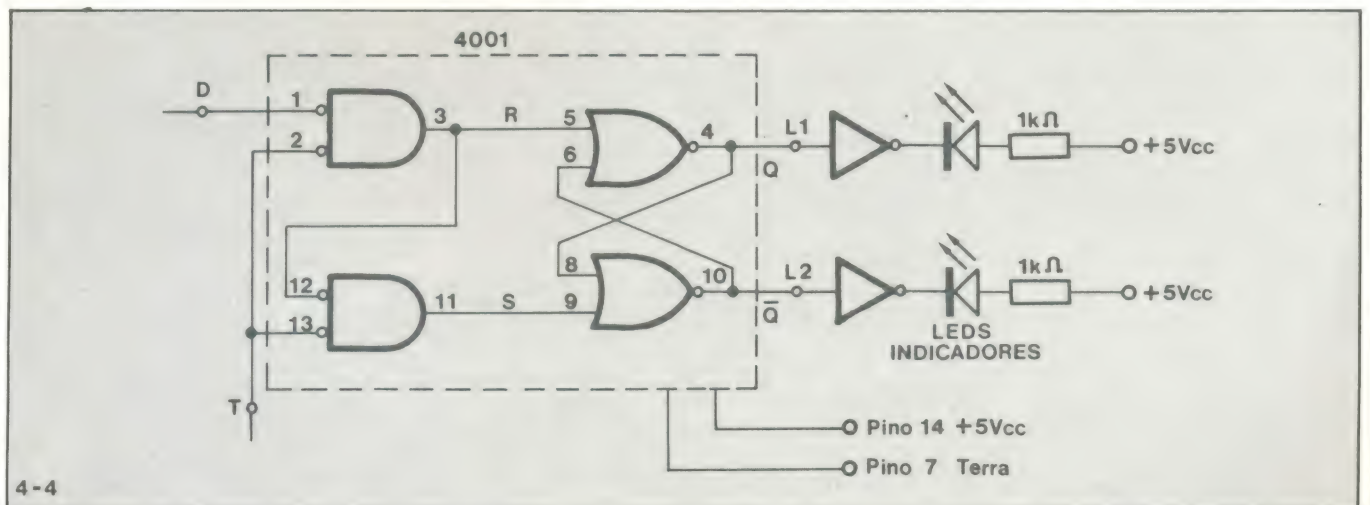 4001
D
1
3
R
5
4
L1
1kΩ
+5Vcc
2
6
Q
8
10
L2
1kΩ
+5Vcc
12
11
S
9
Q̅
13
LEDS
INDICADORES
T
Pino 14 +5Vcc
Pino 7 Terra
4-4